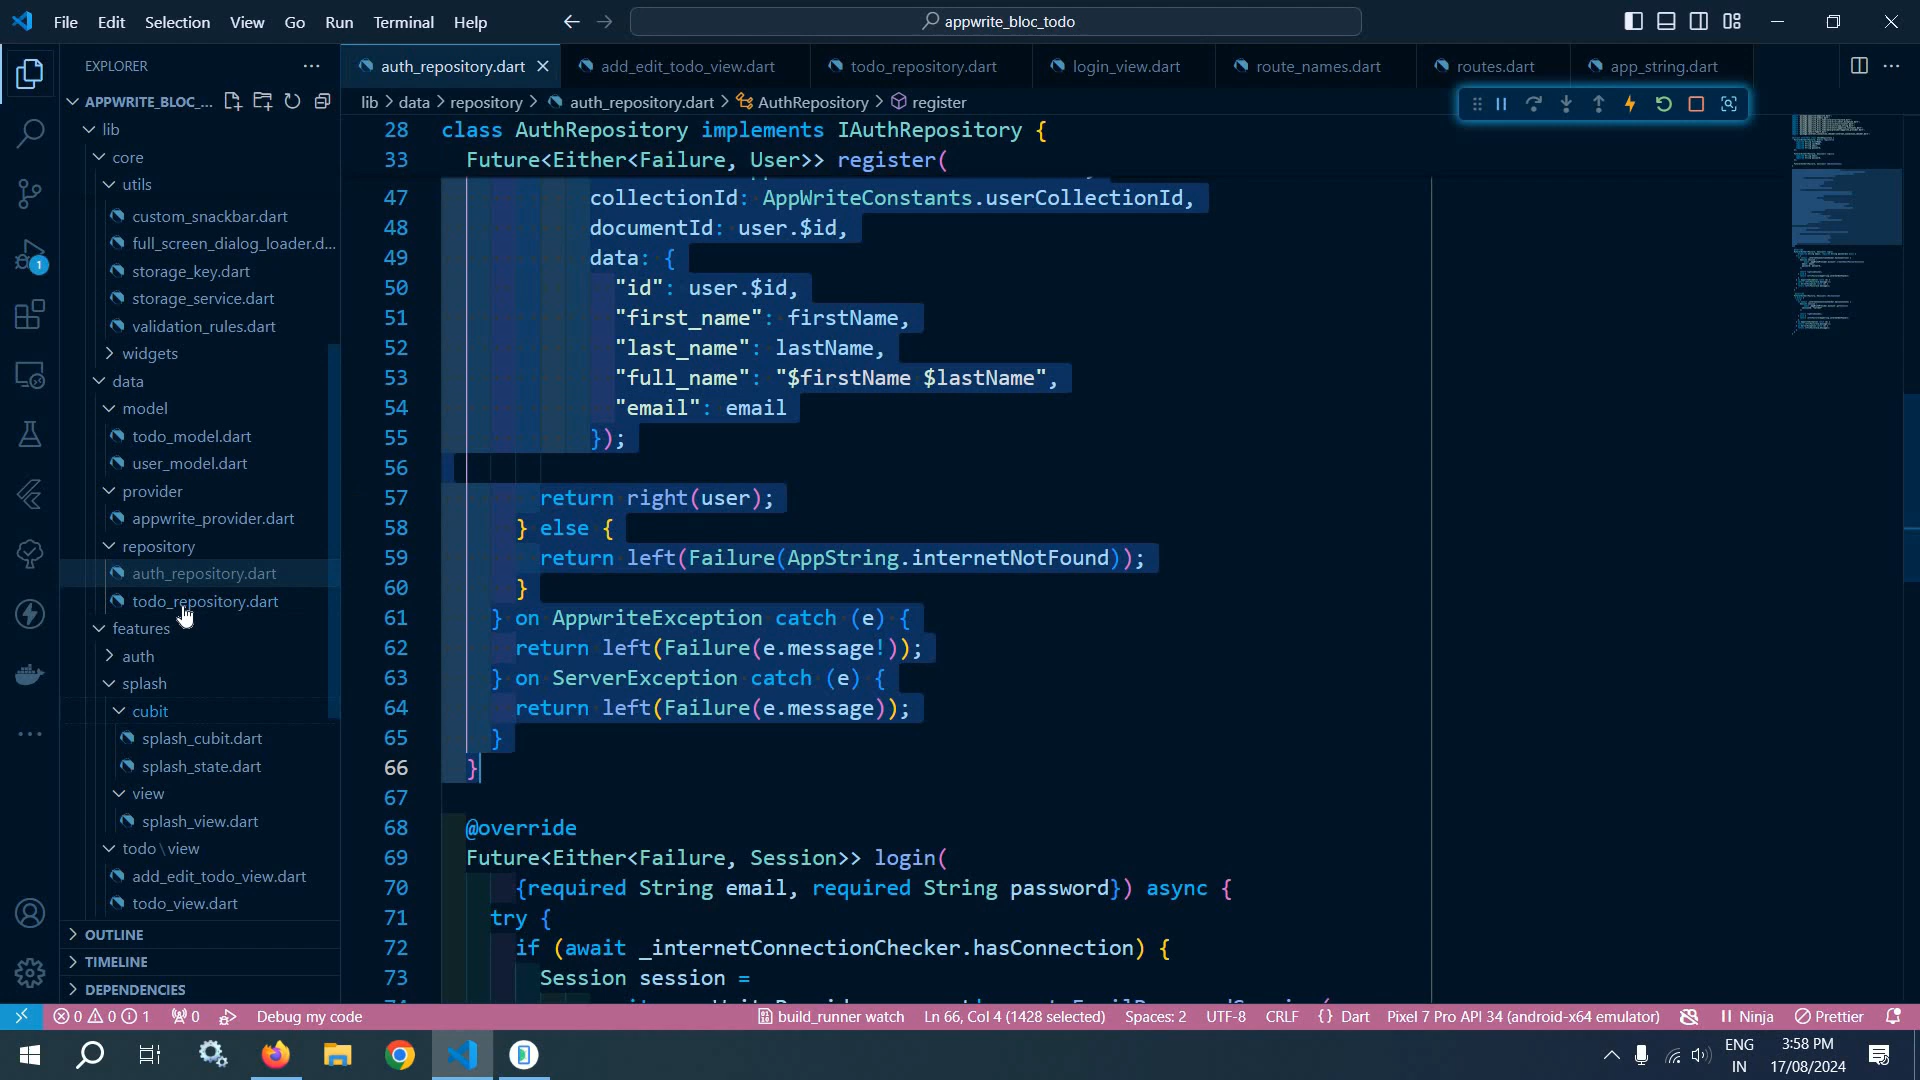 File Edit Selection View Go Run Terminal Help
appwrite_bloc_todo
EXPLORER
auth_repository.dart
add_edit_todo_view.dart
todo_repository.dart
login_view.dart
route_names.dart
routes.dart
app_string.dart
APPWRITE_BLOC_...
lib > data > repository > auth_repository.dart > AuthRepository > register
lib
core
utils
custom_snackbar.dart
full_screen_dialog_loader.d...
storage_key.dart
storage_service.dart
validation_rules.dart
widgets
data
model
todo_model.dart
user_model.dart
provider
appwrite_provider.dart
repository
auth_repository.dart
todo_repository.dart
features
auth
splash
cubit
splash_cubit.dart
splash_state.dart
view
splash_view.dart
todo\view
add_edit_todo_view.dart
todo_view.dart
OUTLINE
TIMELINE
DEPENDENCIES
28 class AuthRepository implements IAuthRepository {
33 Future<Either<Failure, User>> register(
47 collectionId: AppWriteConstants.userCollectionId,
48 documentId: user.$id,
49 data: {
50 "id": user.$id,
51 "first_name": firstName,
52 "last_name": lastName,
53 "full_name": "$firstName $lastName",
54 "email": email
55 });
56
57 return right(user);
58 } else {
59 return left(Failure(AppString.internetNotFound));
60 }
61 } on AppwriteException catch (e) {
62 return left(Failure(e.message!));
63 } on ServerException catch (e) {
64 return left(Failure(e.message));
65 }
66 }
67
68 @override
69 Future<Either<Failure, Session>> login(
70 {required String email, required String password}) async {
71 try {
72 if (await _internetConnectionChecker.hasConnection) {
73 Session session =
1
0 0 1 0 Debug my code
build_runner watch Ln 66, Col 4 (1428 selected) Spaces: 2 UTF-8 CRLF {} Dart Pixel 7 Pro API 34 (android-x64 emulator) Ninja Prettier
ENG
IN
3:58 PM
17/08/2024